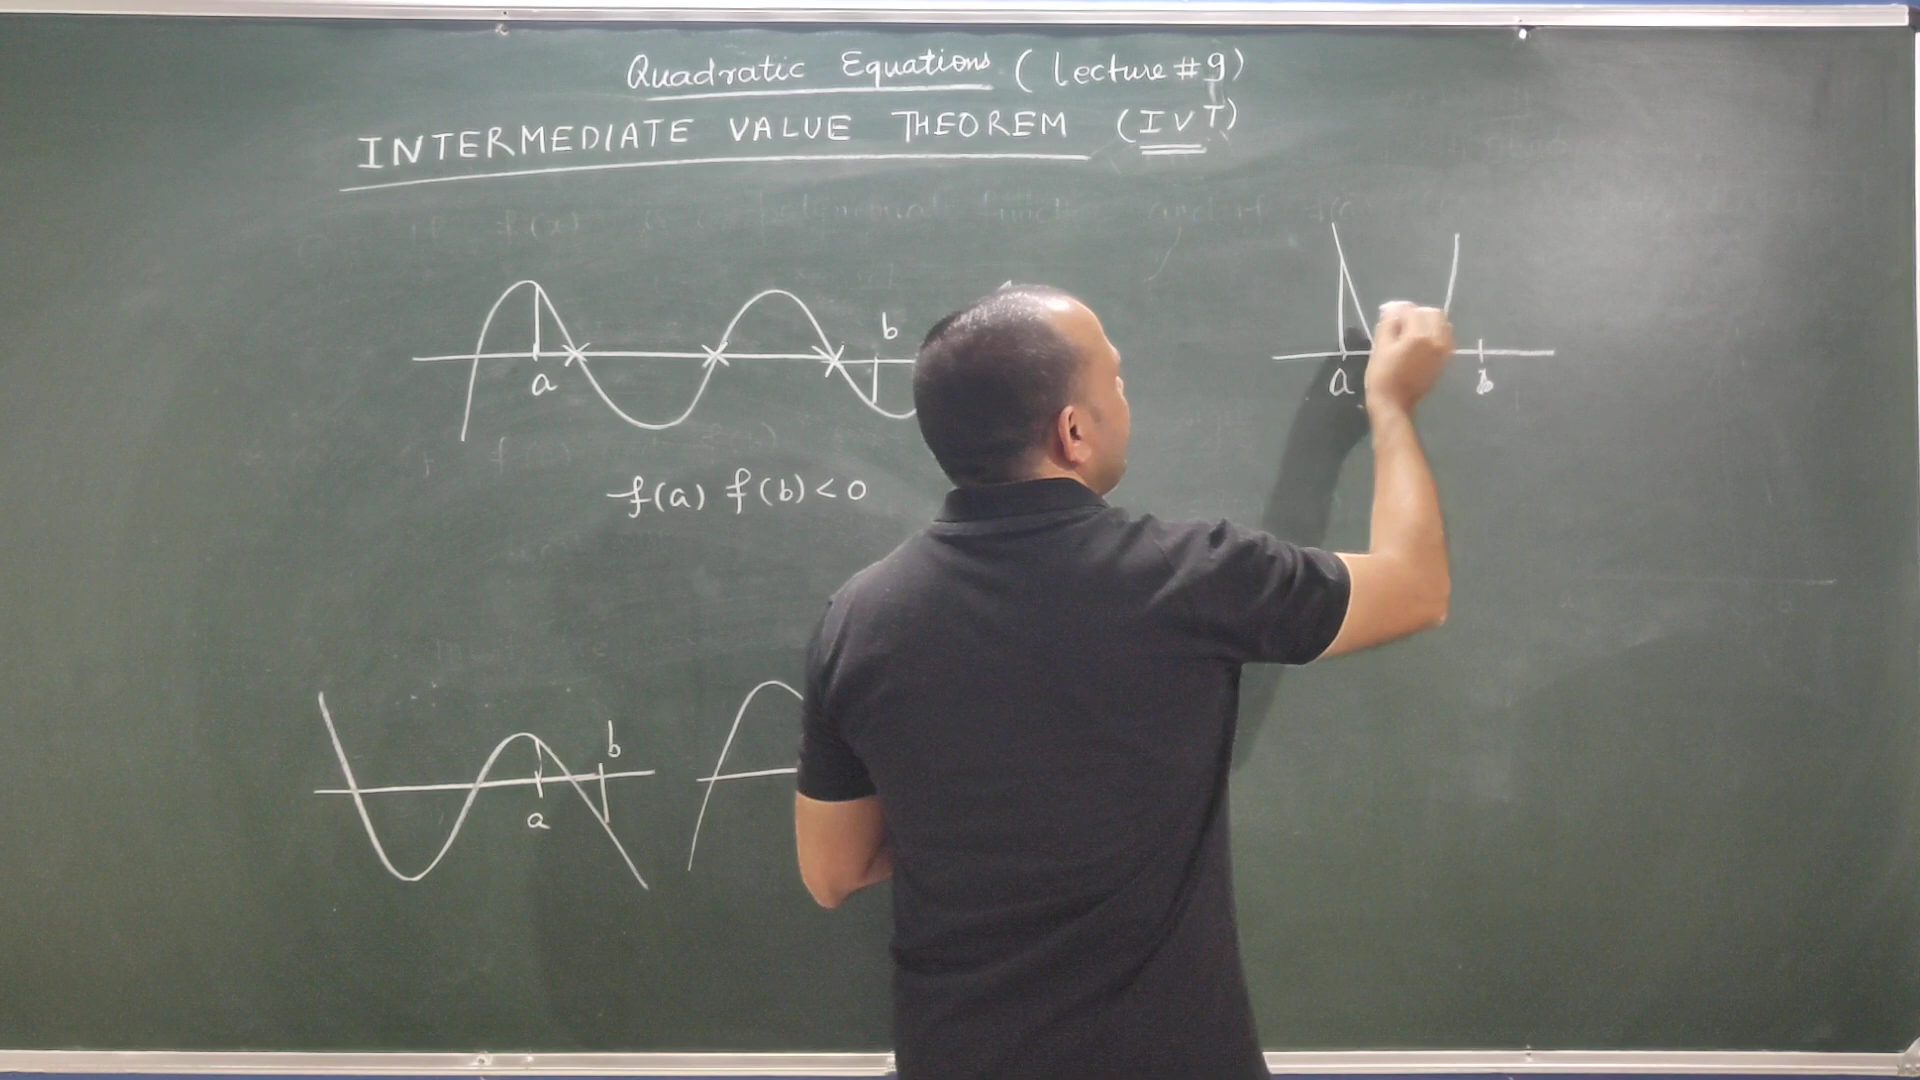 Quadratic Equations (Lecture #9)
INTERMEDIATE VALUE THEOREM (IVT)
a b
a b
f(a) f(b) < 0
a b